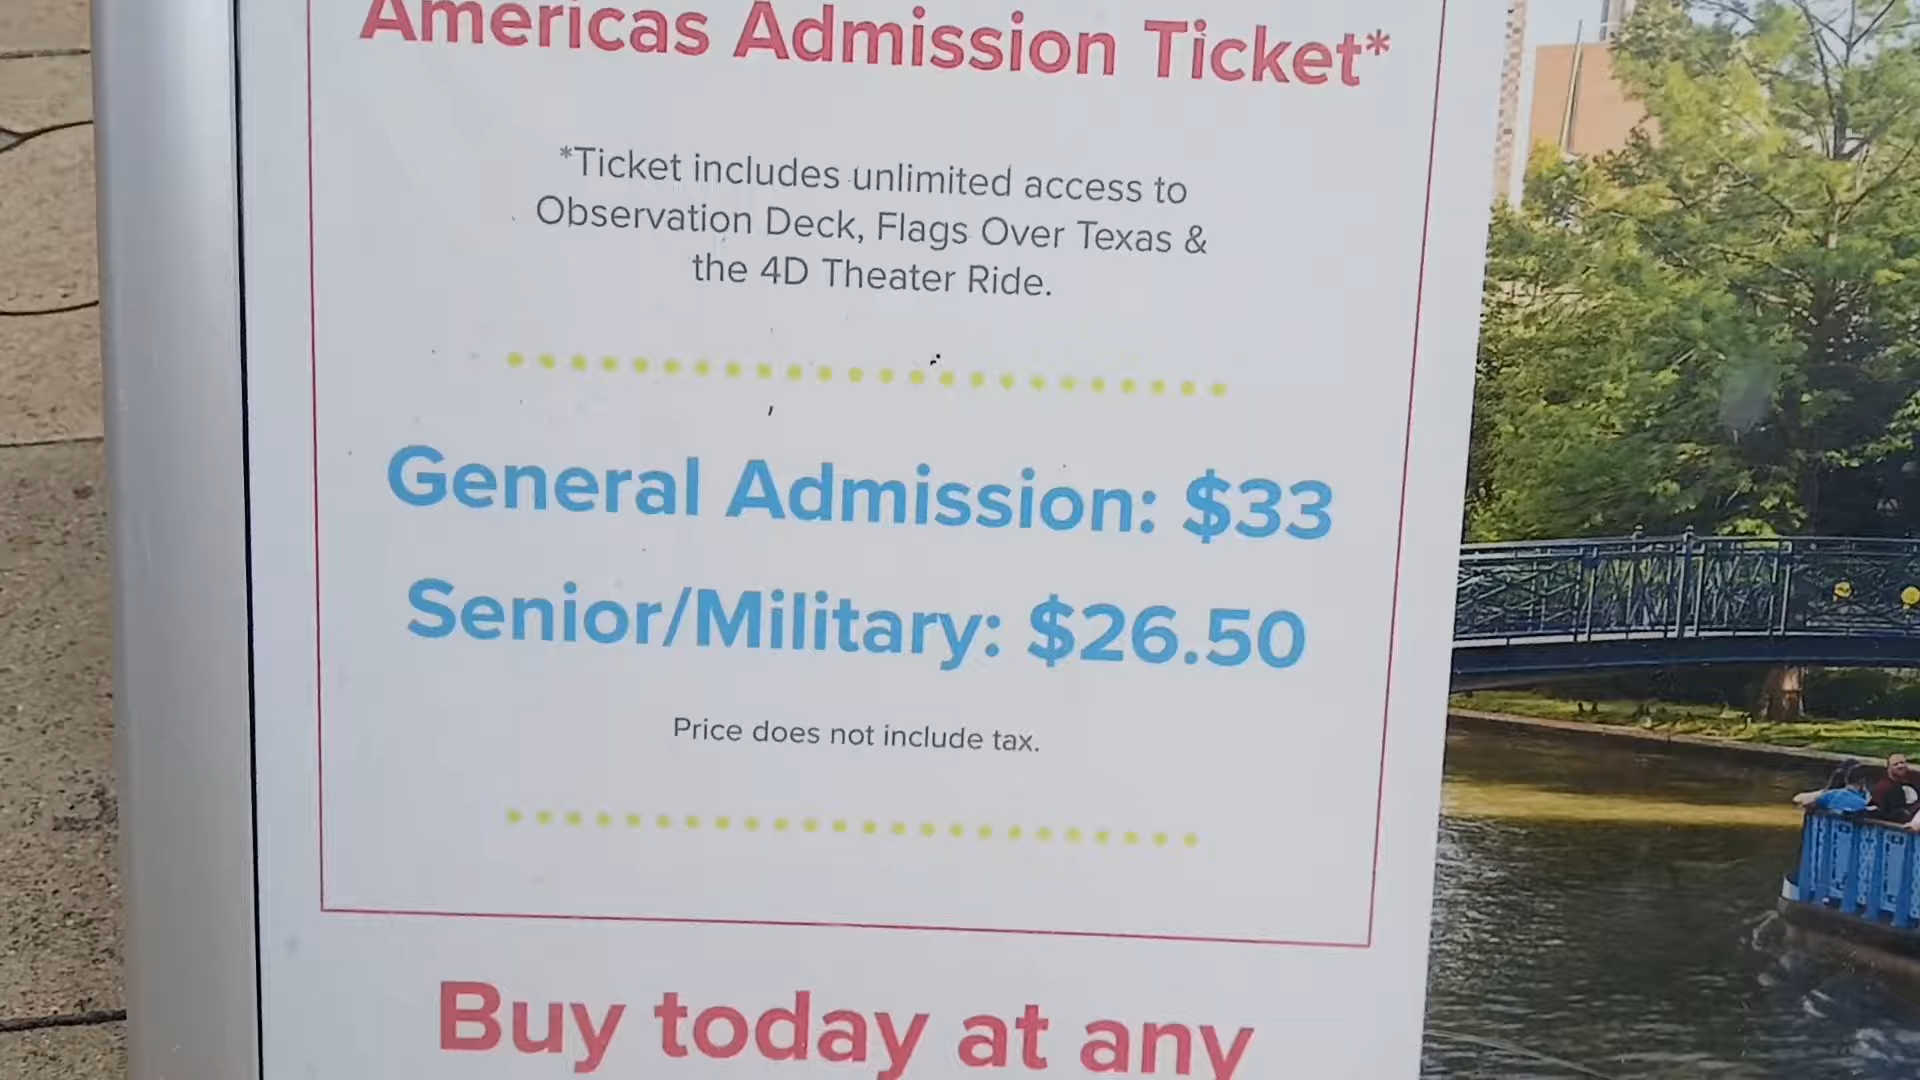 Americas Admission Ticket*
*Ticket includes unlimited access to
Observation Deck, Flags Over Texas &
the 4D Theater Ride.
General Admission: $33
Senior/Military: $26.50
Price does not include tax.
Buy today at any